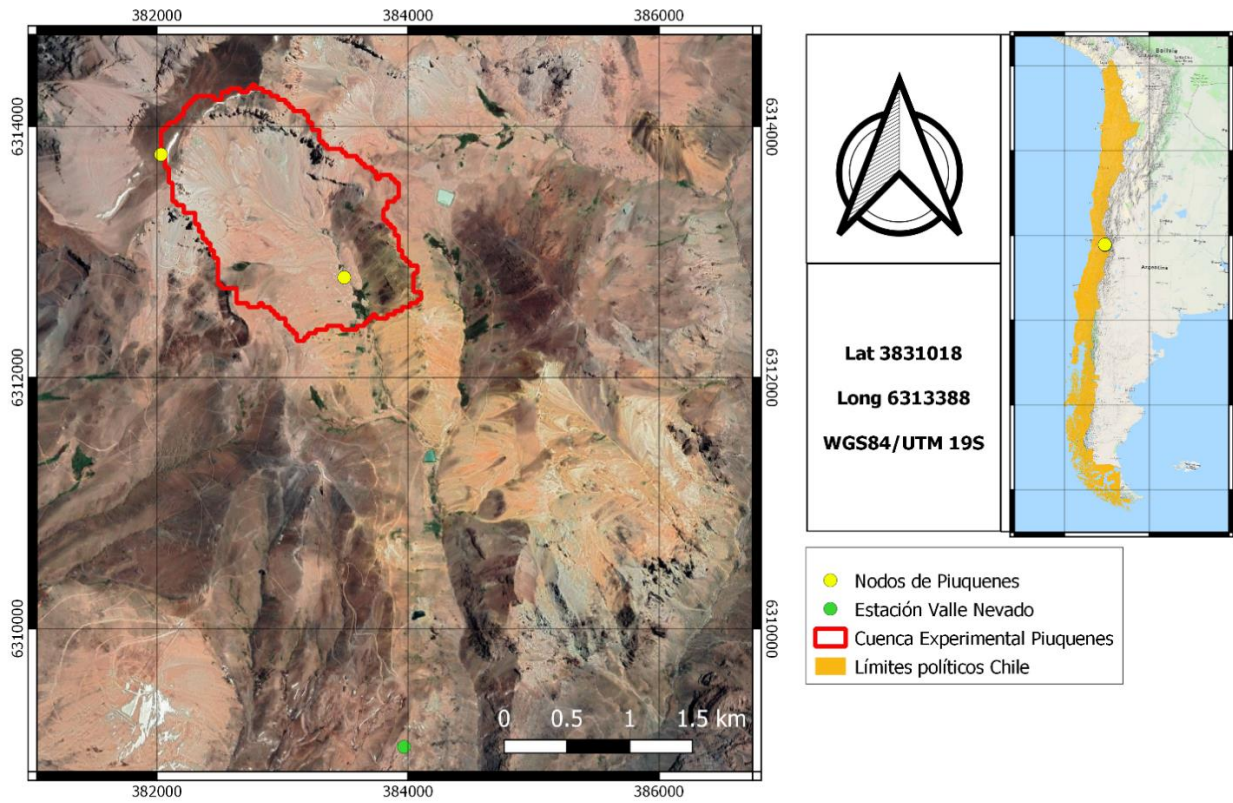 382000
384000
386000
6314000
6314000
6312000
6312000
6310000
6310000
0 0.5 1 1.5 km
382000
384000
386000
Lat 3831018
Long 6313388
WGS84/UTM 19S
Argentina
Nodos de Piuquenes
Estación Valle Nevado
Cuenca Experimental Piuquenes
Límites políticos Chile